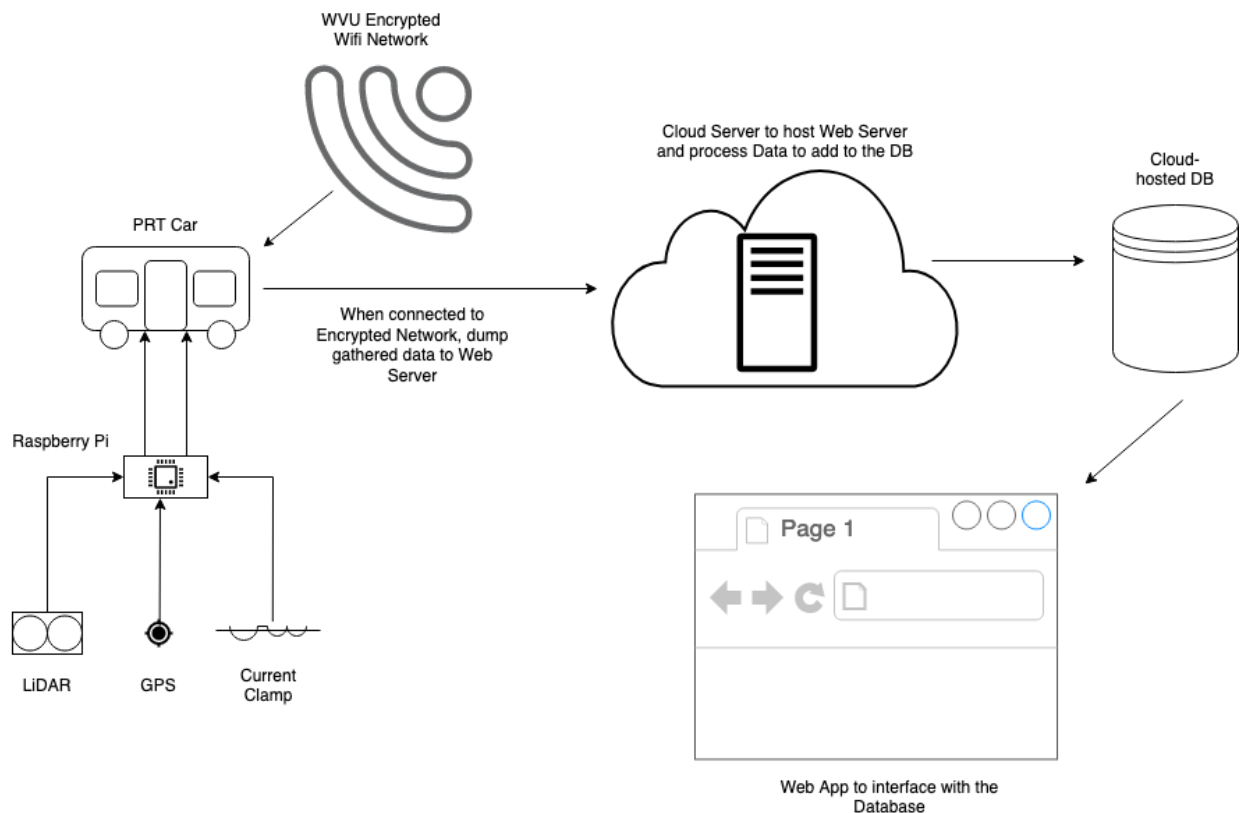 WVU Encrypted
Wifi Network
Cloud Server to host Web Server
and process Data to add to the DB
Cloud-
hosted DB
PRT Car
When connected to
Encrypted Network, dump
gathered data to Web
Server
Raspberry Pi
LiDAR
GPS
Current
Clamp
Page 1
Web App to interface with the
Database